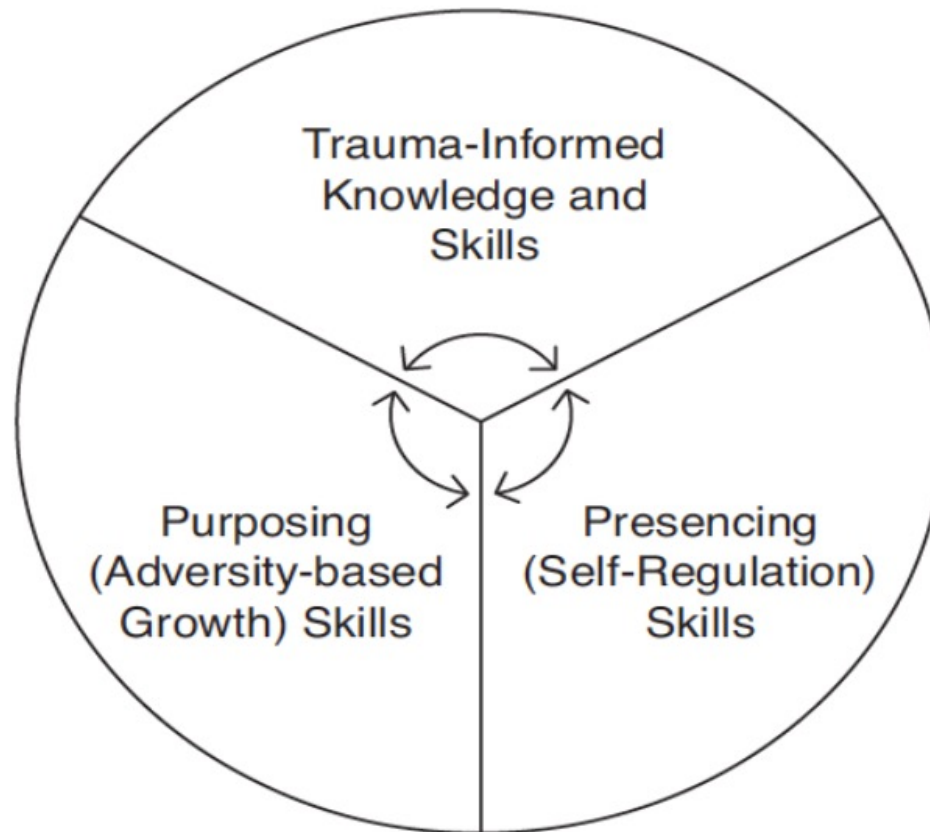 Trauma-Informed
Knowledge and
Skills
Purposing
(Adversity-based
Growth) Skills
Presencing
(Self-Regulation)
Skills